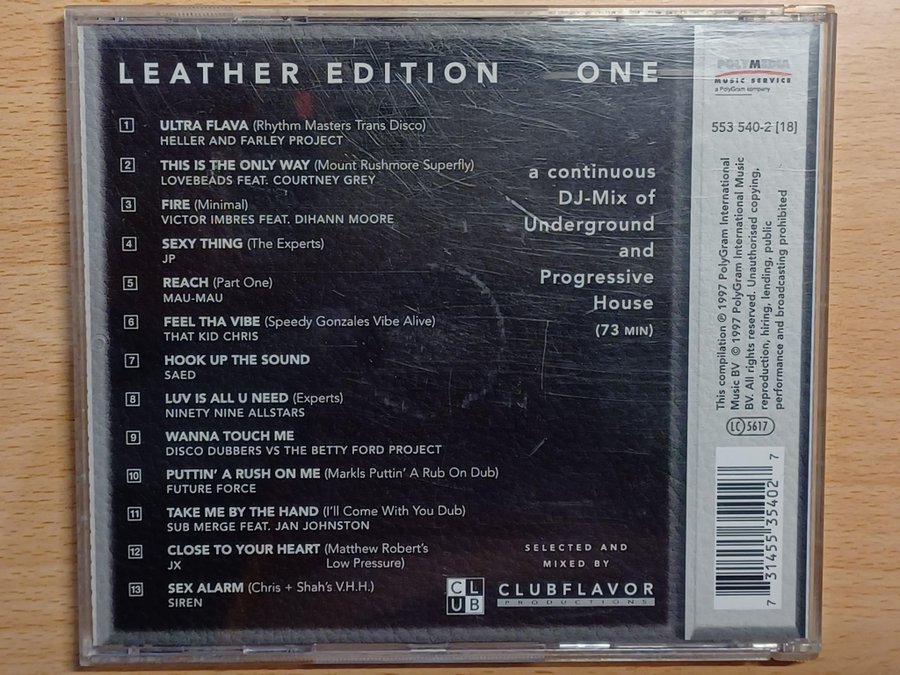 LEATHER EDITION ONE
1 ULTRA FLAVA (Rhythm Masters Trans Disco)
HELLER AND FARLEY PROJECT
2 THIS IS THE ONLY WAY (Mount Rushmore Superfly)
LOVEBEADS FEAT. COURTNEY GREY
3 FIRE (Minimal)
VICTOR IMBRES FEAT. DIHANN MOORE
4 SEXY THING (The Experts)
JP
5 REACH (Part One)
MAU-MAU
6 FEEL THA VIBE (Speedy Gonzales Vibe Alive)
THAT KID CHRIS
7 HOOK UP THE SOUND
SAED
8 LUV IS ALL U NEED (Experts)
NINETY NINE ALLSTARS
9 WANNA TOUCH ME
DISCO DUBBERS VS THE BETTY FORD PROJECT
10 PUTTIN' A RUSH ON ME (Markls Puttin' A Rub On Dub)
FUTURE FORCE
11 TAKE ME BY THE HAND (I'll Come With You Dub)
SUB MERGE FEAT. JAN JOHNSTON
12 CLOSE TO YOUR HEART (Matthew Robert's
JX Low Pressure)
13 SEX ALARM (Chris + Shah's V.H.H.)
SIREN
a continuous
DJ-Mix of
Underground
and
Progressive
House
(73 MIN)
SELECTED AND
MIXED BY
CLUB
CLUBFLAVOR
PRODUCTIONS
POLYMEDIA
MUSIC SERVICE
a PolyGram company
553 540-2 [18]
This compilation ℗ 1997 PolyGram International
Music BV © 1997 PolyGram International Music
BV. All rights reserved. Unauthorised copying,
reproduction, hiring, lending, public
performance and broadcasting prohibited
LC 5617
7 31455 35402 7